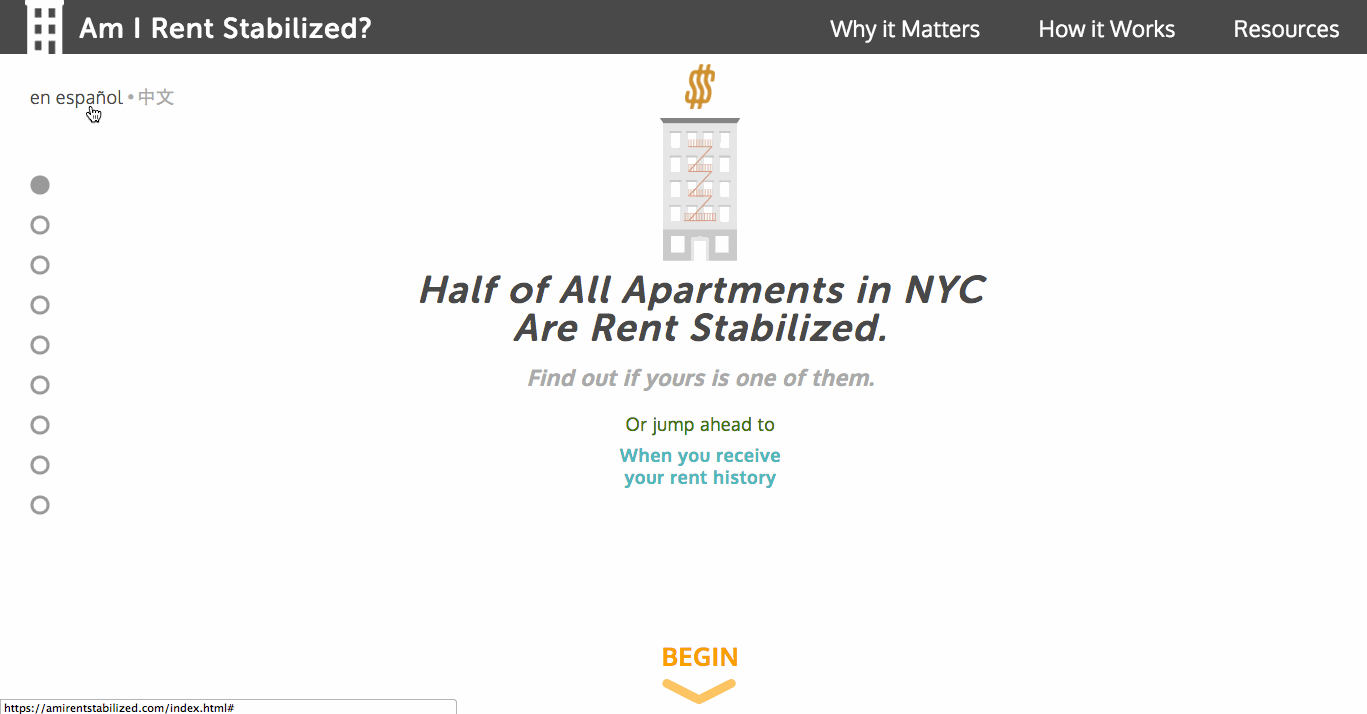 Am I Rent Stabilized?
Why it Matters
How it Works
Resources
en español • 中文
$$$
Half of All Apartments in NYC
Are Rent Stabilized.
Find out if yours is one of them.
Or jump ahead to
When you receive
your rent history
BEGIN
https://amirentstabilized.com/index.html#